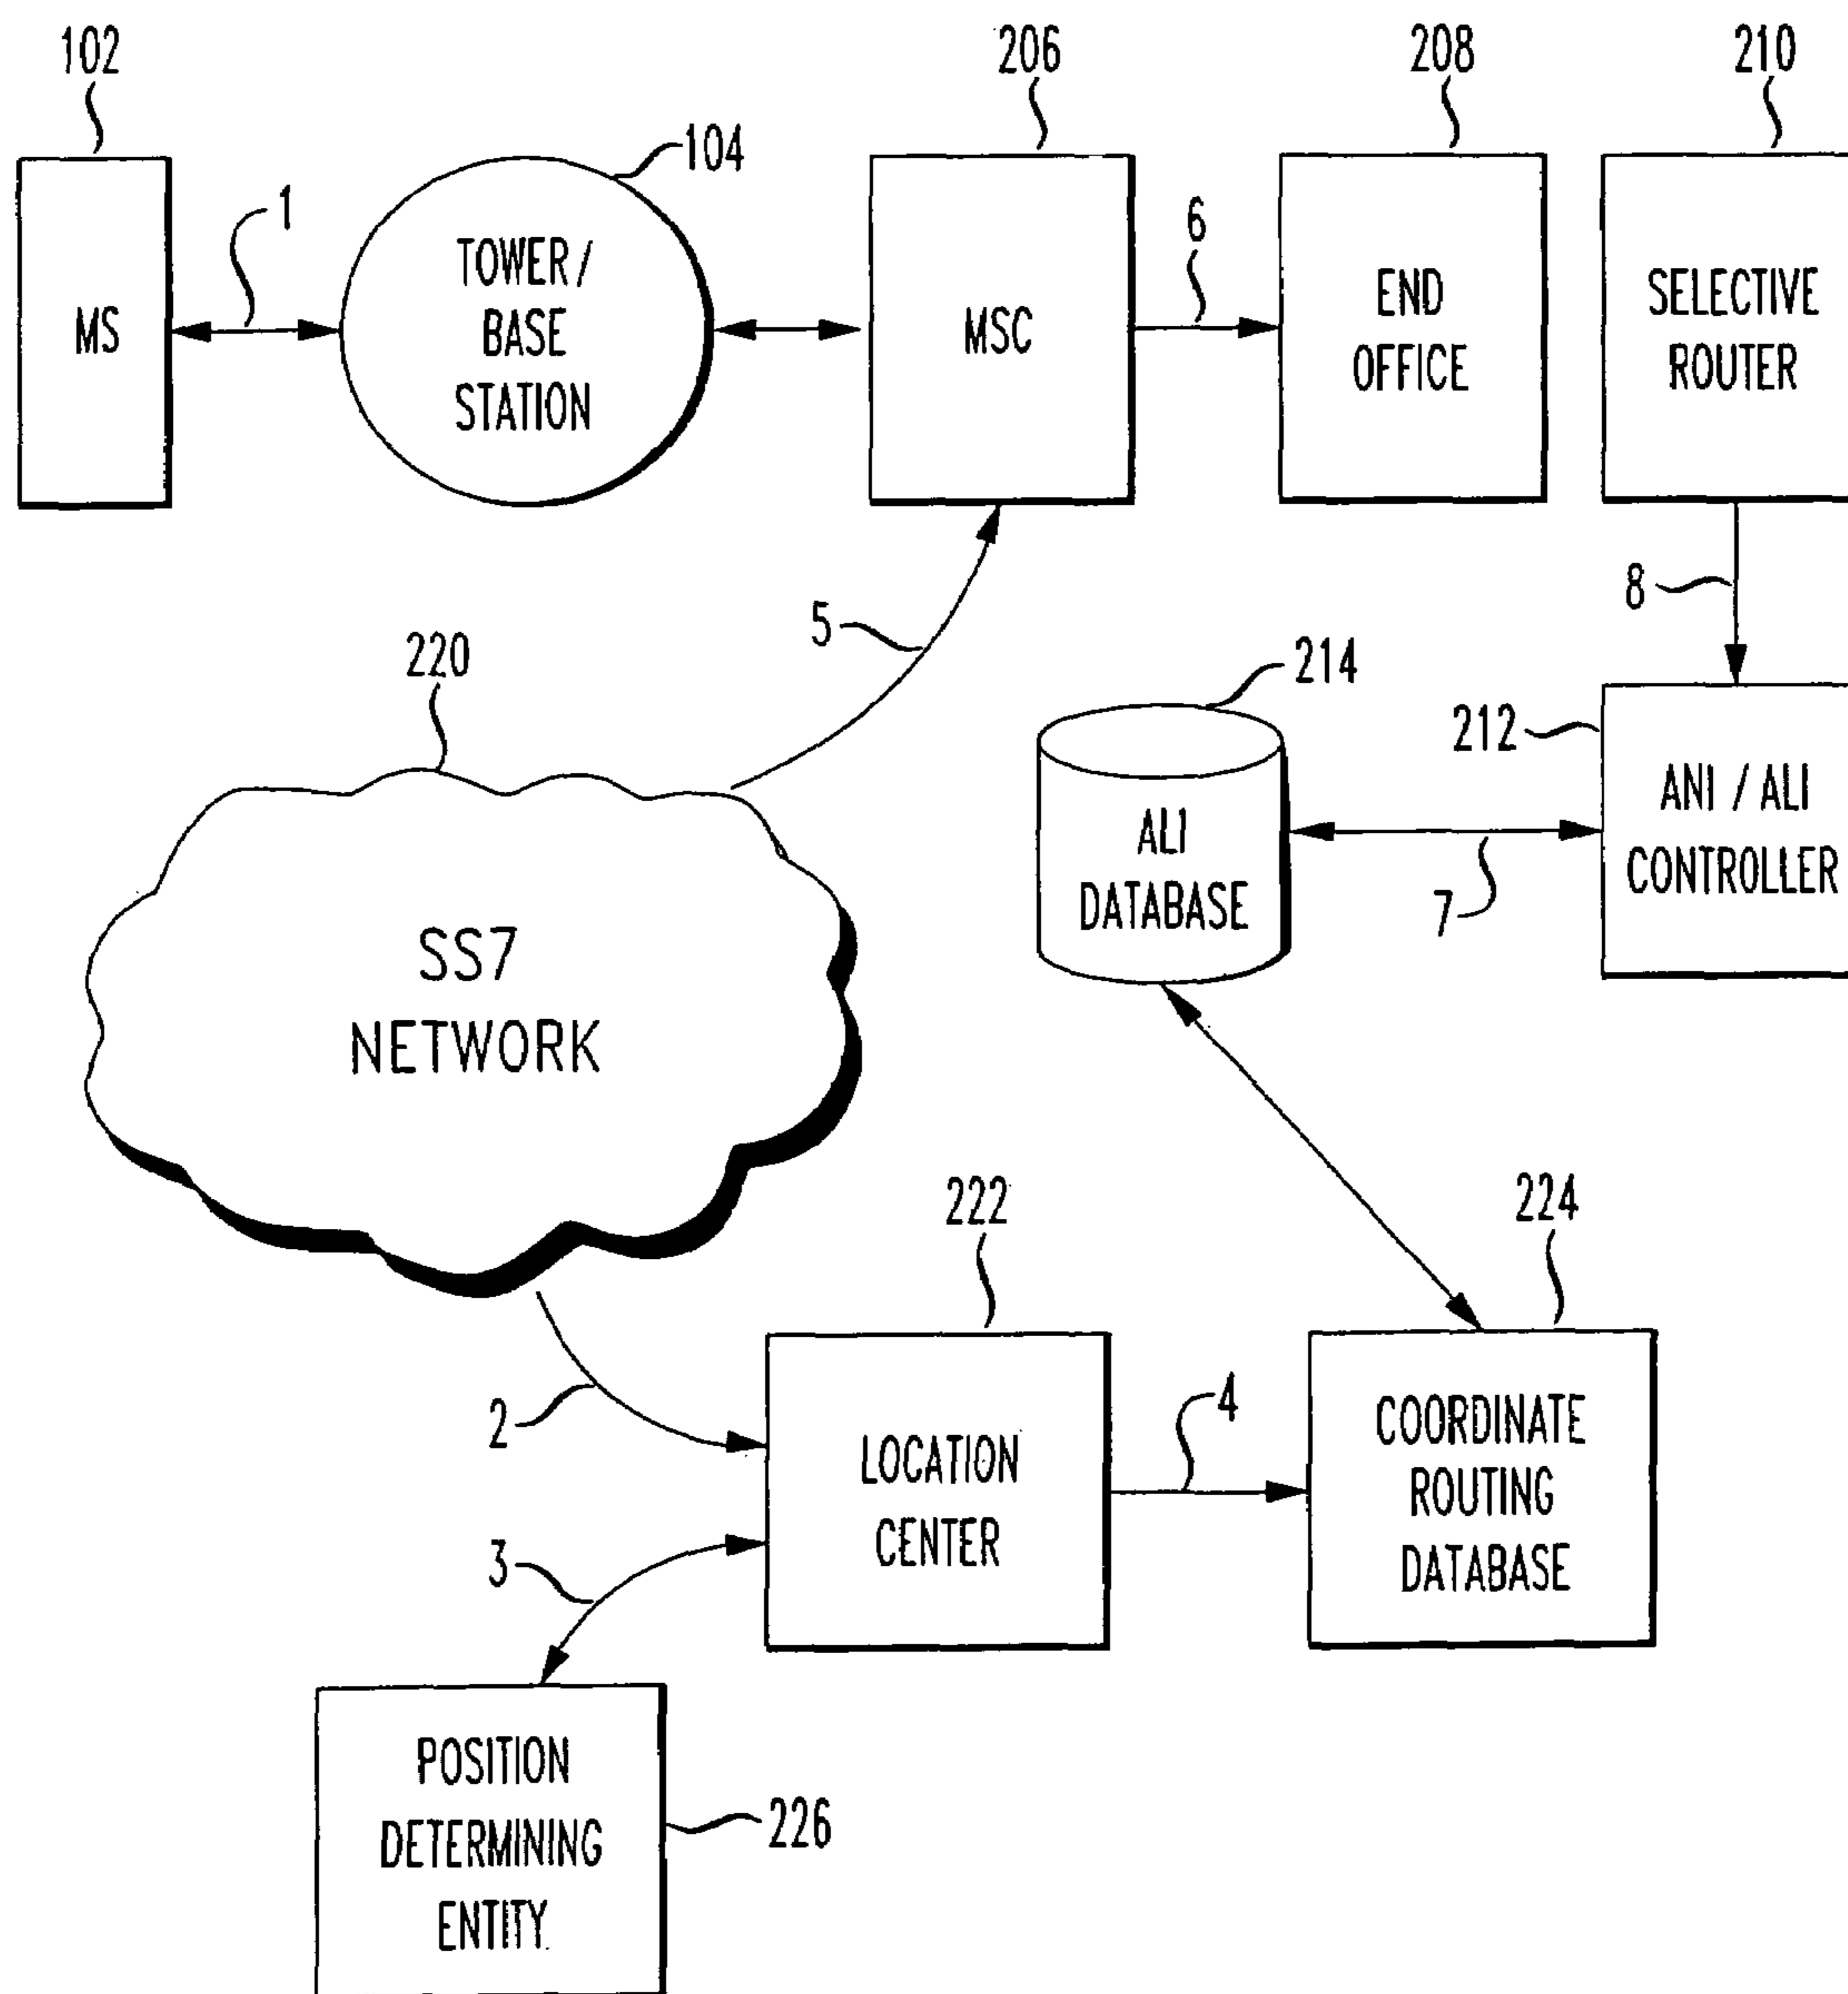 102
206
208
210
104
1
6
MS
TOWER/
BASE
STATION
MSC
END
OFFICE
SELECTIVE
ROUTER
5
8
220
214
212
ALI
DATABASE
ANI / ALI
CONTROLLER
7
SS7
NETWORK
222
224
2
4
LOCATION
CENTER
COORDINATE
ROUTING
DATABASE
3
POSITION
DETERMINING
ENTITY
226